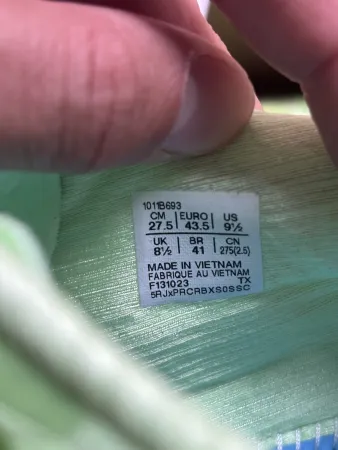 1011B693
CM | EURO | US
27.5 | 43.5 | 9½
UK | BR | CN
8½ | 41 | 275(2.5)
MADE IN VIETNAM
FABRIQUE AU VIETNAM
F131023 TX
5RJxPRCRBXS0SSC